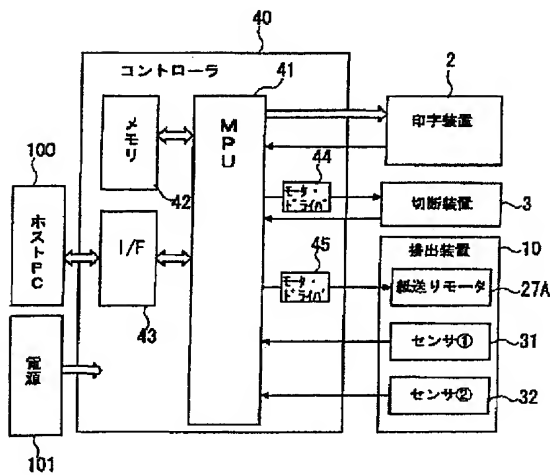 40
コントローラ
41
2
メモリ
MPU
印字装置
100
44
42
モータ・
ドライバ
切断装置
3
ホストPC
I/F
45
排出装置
10
モータ・
ドライバ
紙送りモータ
27A
43
センサ①
31
電源
センサ②
32
101